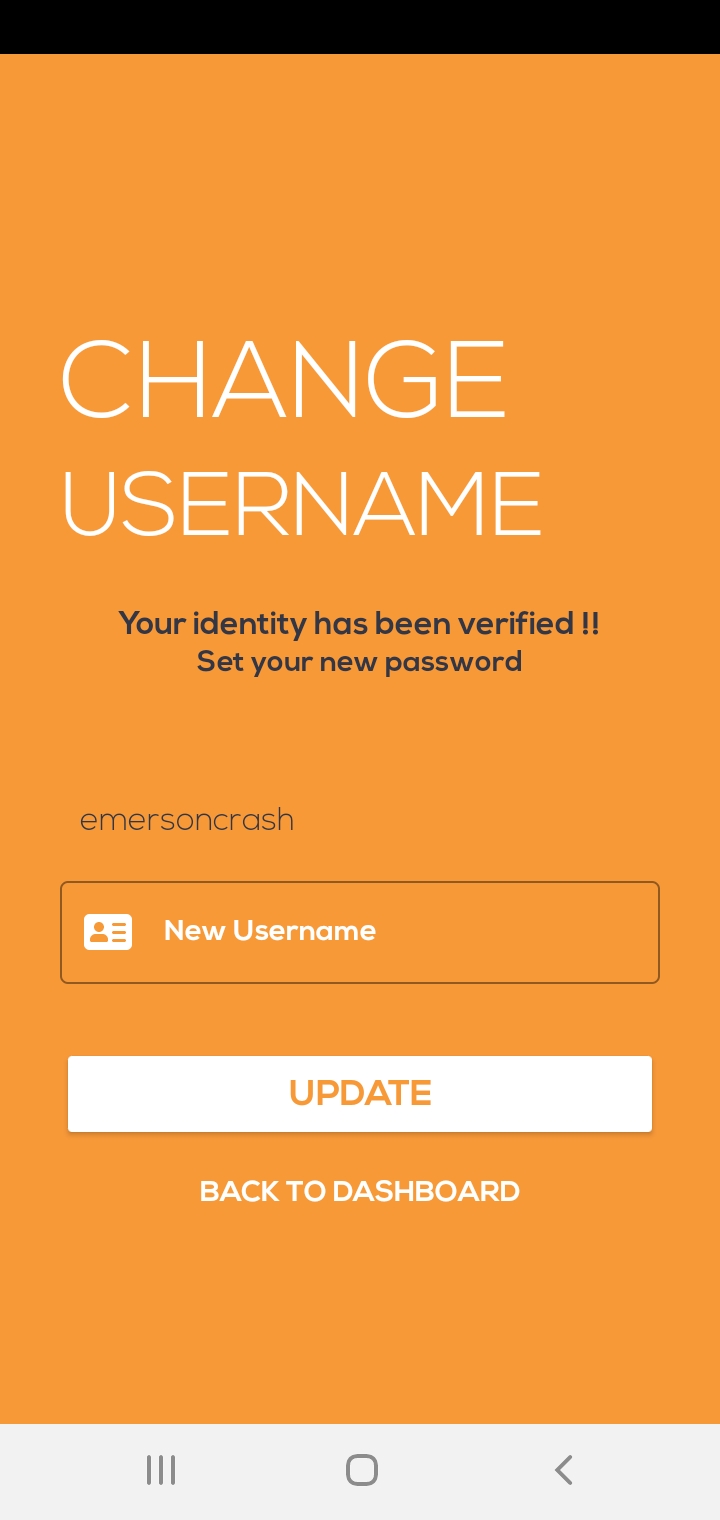 CHANGE
USERNAME
Your identity has been verified !!
Set your new password
emersoncrash
New Username
UPDATE
BACK TO DASHBOARD